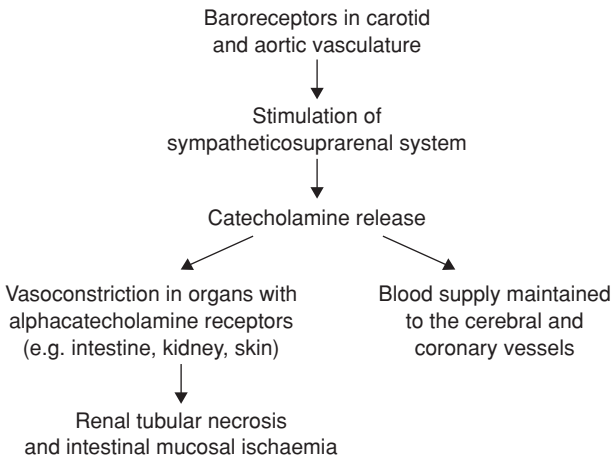 Baroreceptors in carotid
and aortic vasculature
Stimulation of
sympatheticosuprarenal system
Catecholamine release
Vasoconstriction in organs with
alphacatecholamine receptors
(e.g. intestine, kidney, skin)
Blood supply maintained
to the cerebral and
coronary vessels
Renal tubular necrosis
and intestinal mucosal ischaemia